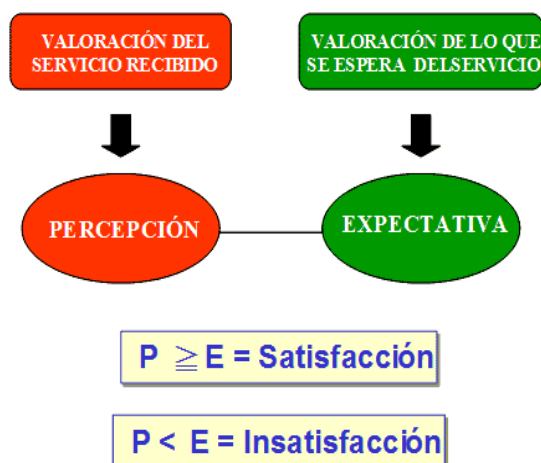 VALORACIÓN DEL
SERVICIO RECIBIDO
VALORACIÓN DE LO QUE
SE ESPERA DELSERVICIO
PERCEPCIÓN
EXPECTATIVA
P ≧ E = Satisfacción
P < E = Insatisfacción